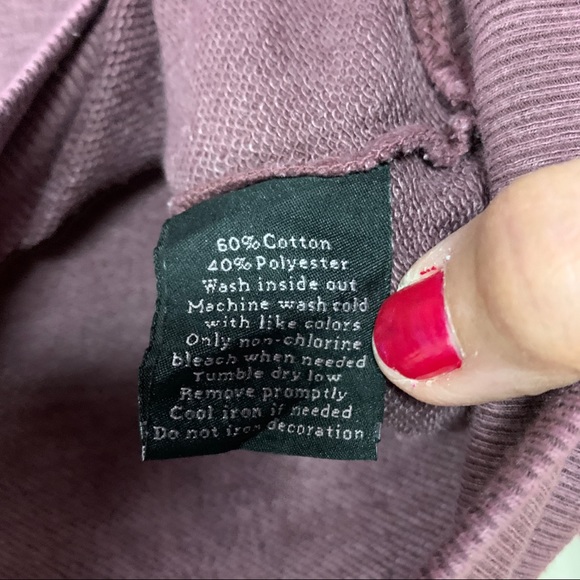 60% Cotton
40% Polyester
Wash inside out
Machine wash cold
with like colors
Only non-chlorine
bleach when needed
Tumble dry low
Remove promptly
Cool iron if needed
Do not iron decoration